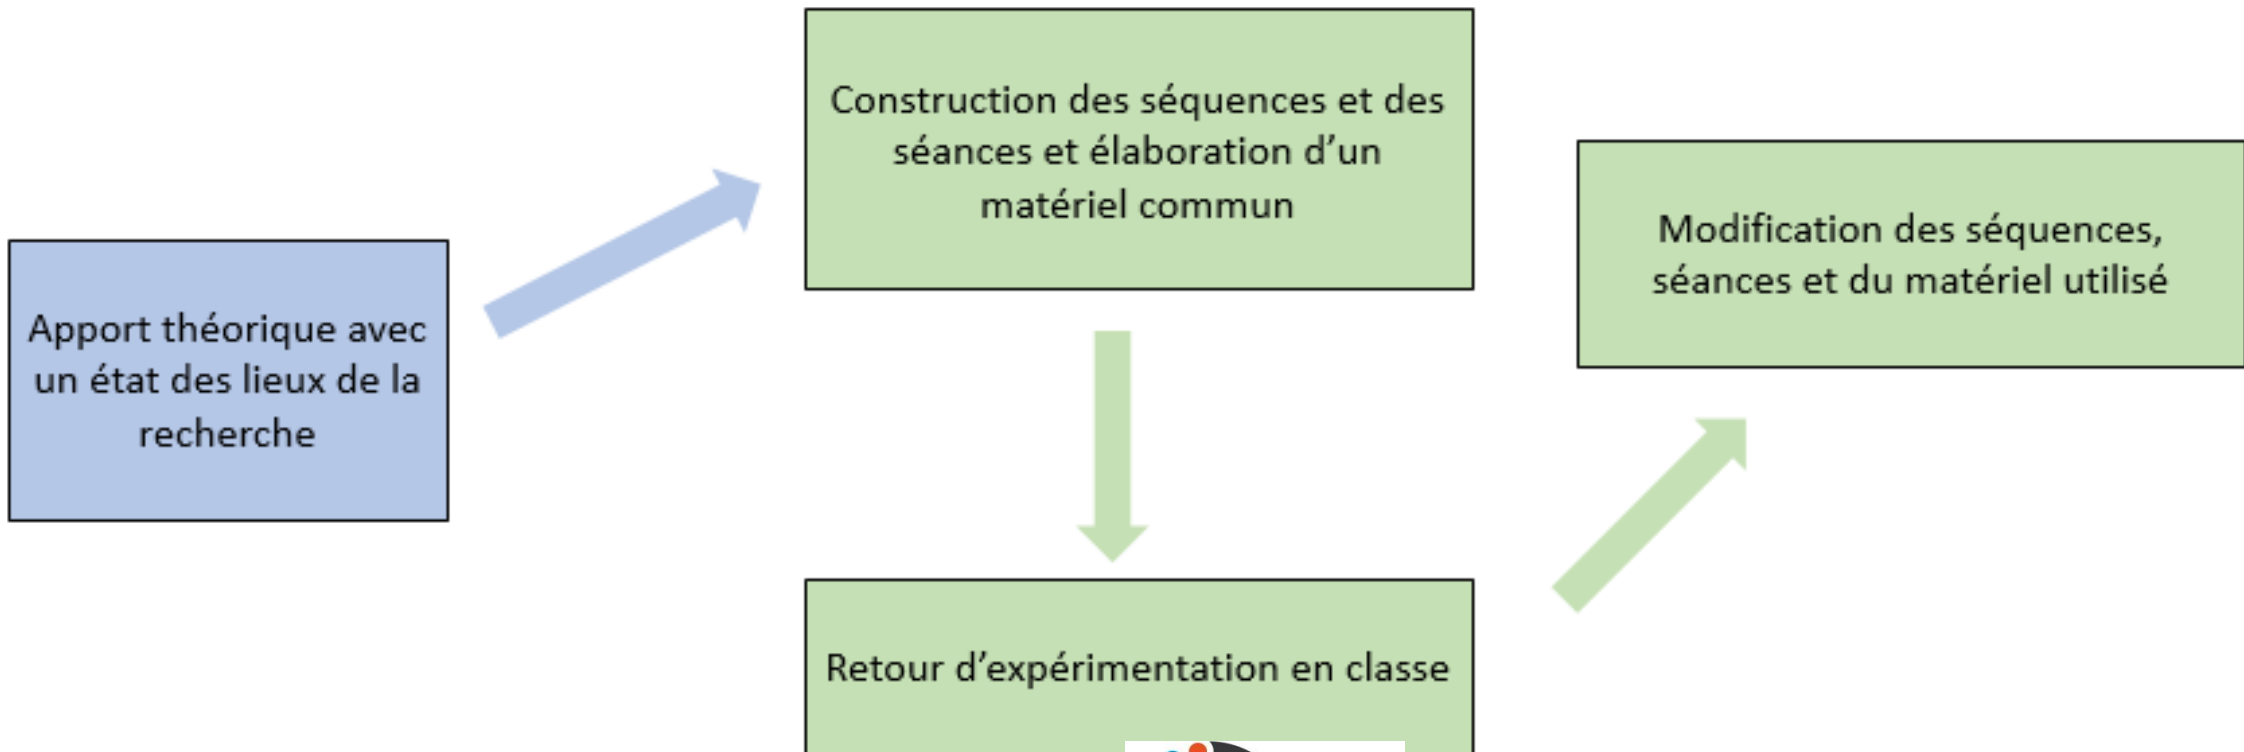 Apport théorique avec
un état des lieux de la
recherche
Construction des séquences et des
séances et élaboration d’un
matériel commun
Retour d’expérimentation en classe
Modification des séquences,
séances et du matériel utilisé